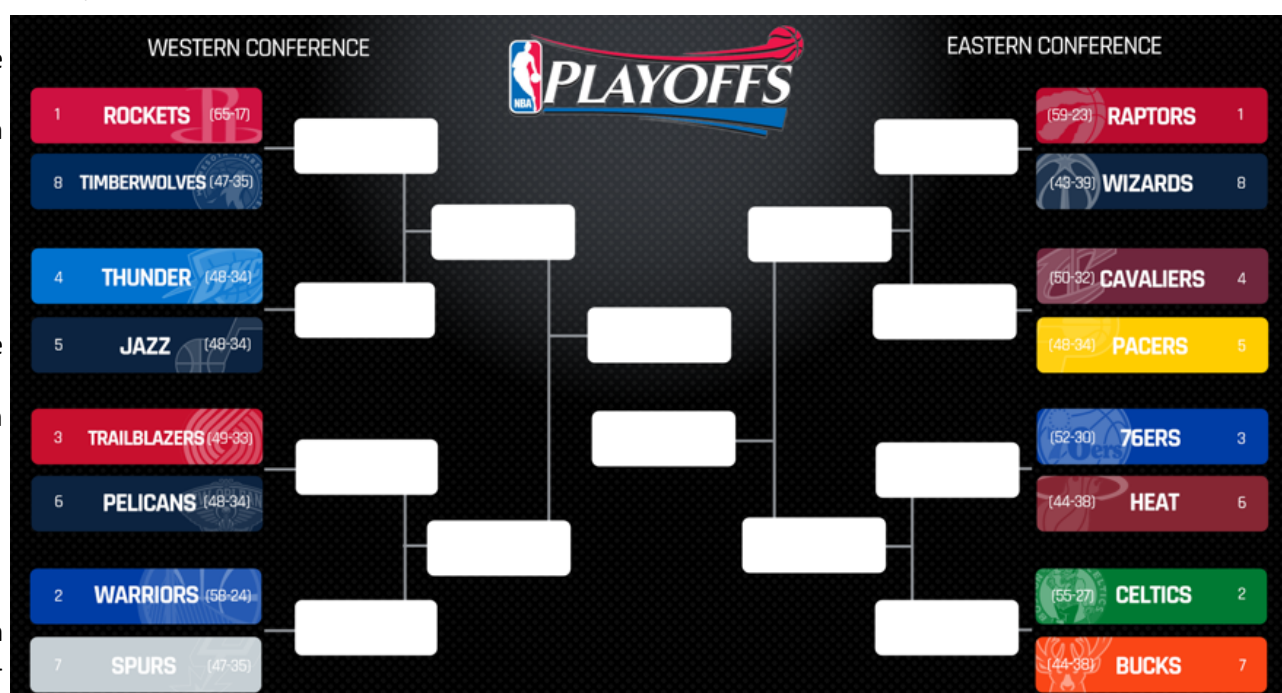 WESTERN CONFERENCE
NBA
PLAYOFFS
EASTERN CONFERENCE
1 ROCKETS (65-17)
8 TIMBERWOLVES (47-35)
4 THUNDER (48-34)
5 JAZZ (48-34)
3 TRAILBLAZERS (49-33)
6 PELICANS (48-34)
2 WARRIORS (58-24)
7 SPURS (47-35)
(59-23) RAPTORS 1
(43-39) WIZARDS 8
(50-32) CAVALIERS 4
(48-34) PACERS 5
(52-30) 76ERS 3
(44-38) HEAT 6
(55-27) CELTICS 2
(44-38) BUCKS 7